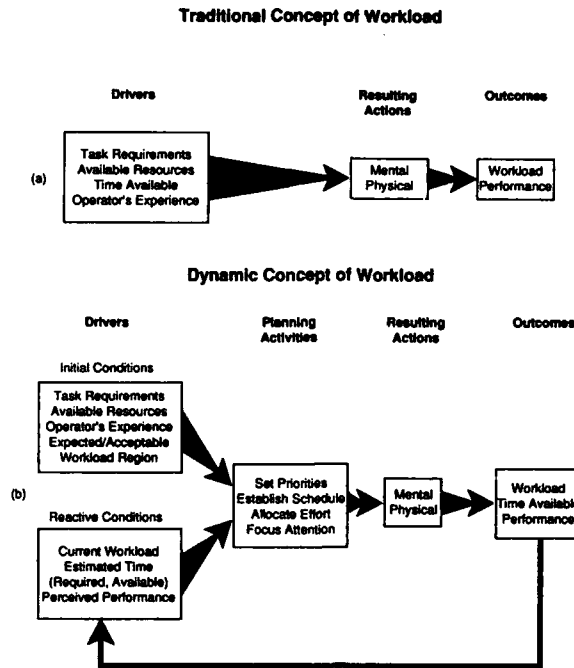 Traditional Concept of Workload
Drivers
Resulting
Actions
Outcomes
(a)
Task Requirements
Available Resources
Time Available
Operator's Experience
Mental
Physical
Workload
Performance
Dynamic Concept of Workload
Drivers
Planning
Activities
Resulting
Actions
Outcomes
Initial Conditions
Task Requirements
Available Resources
Operator's Experience
Expected/Acceptable
Workload Region
(b)
Set Priorities
Establish Schedule
Allocate Effort
Focus Attention
Mental
Physical
Workload
Time Available
Performance
Reactive Conditions
Current Workload
Estimated Time
(Required, Available)
Perceived Performance